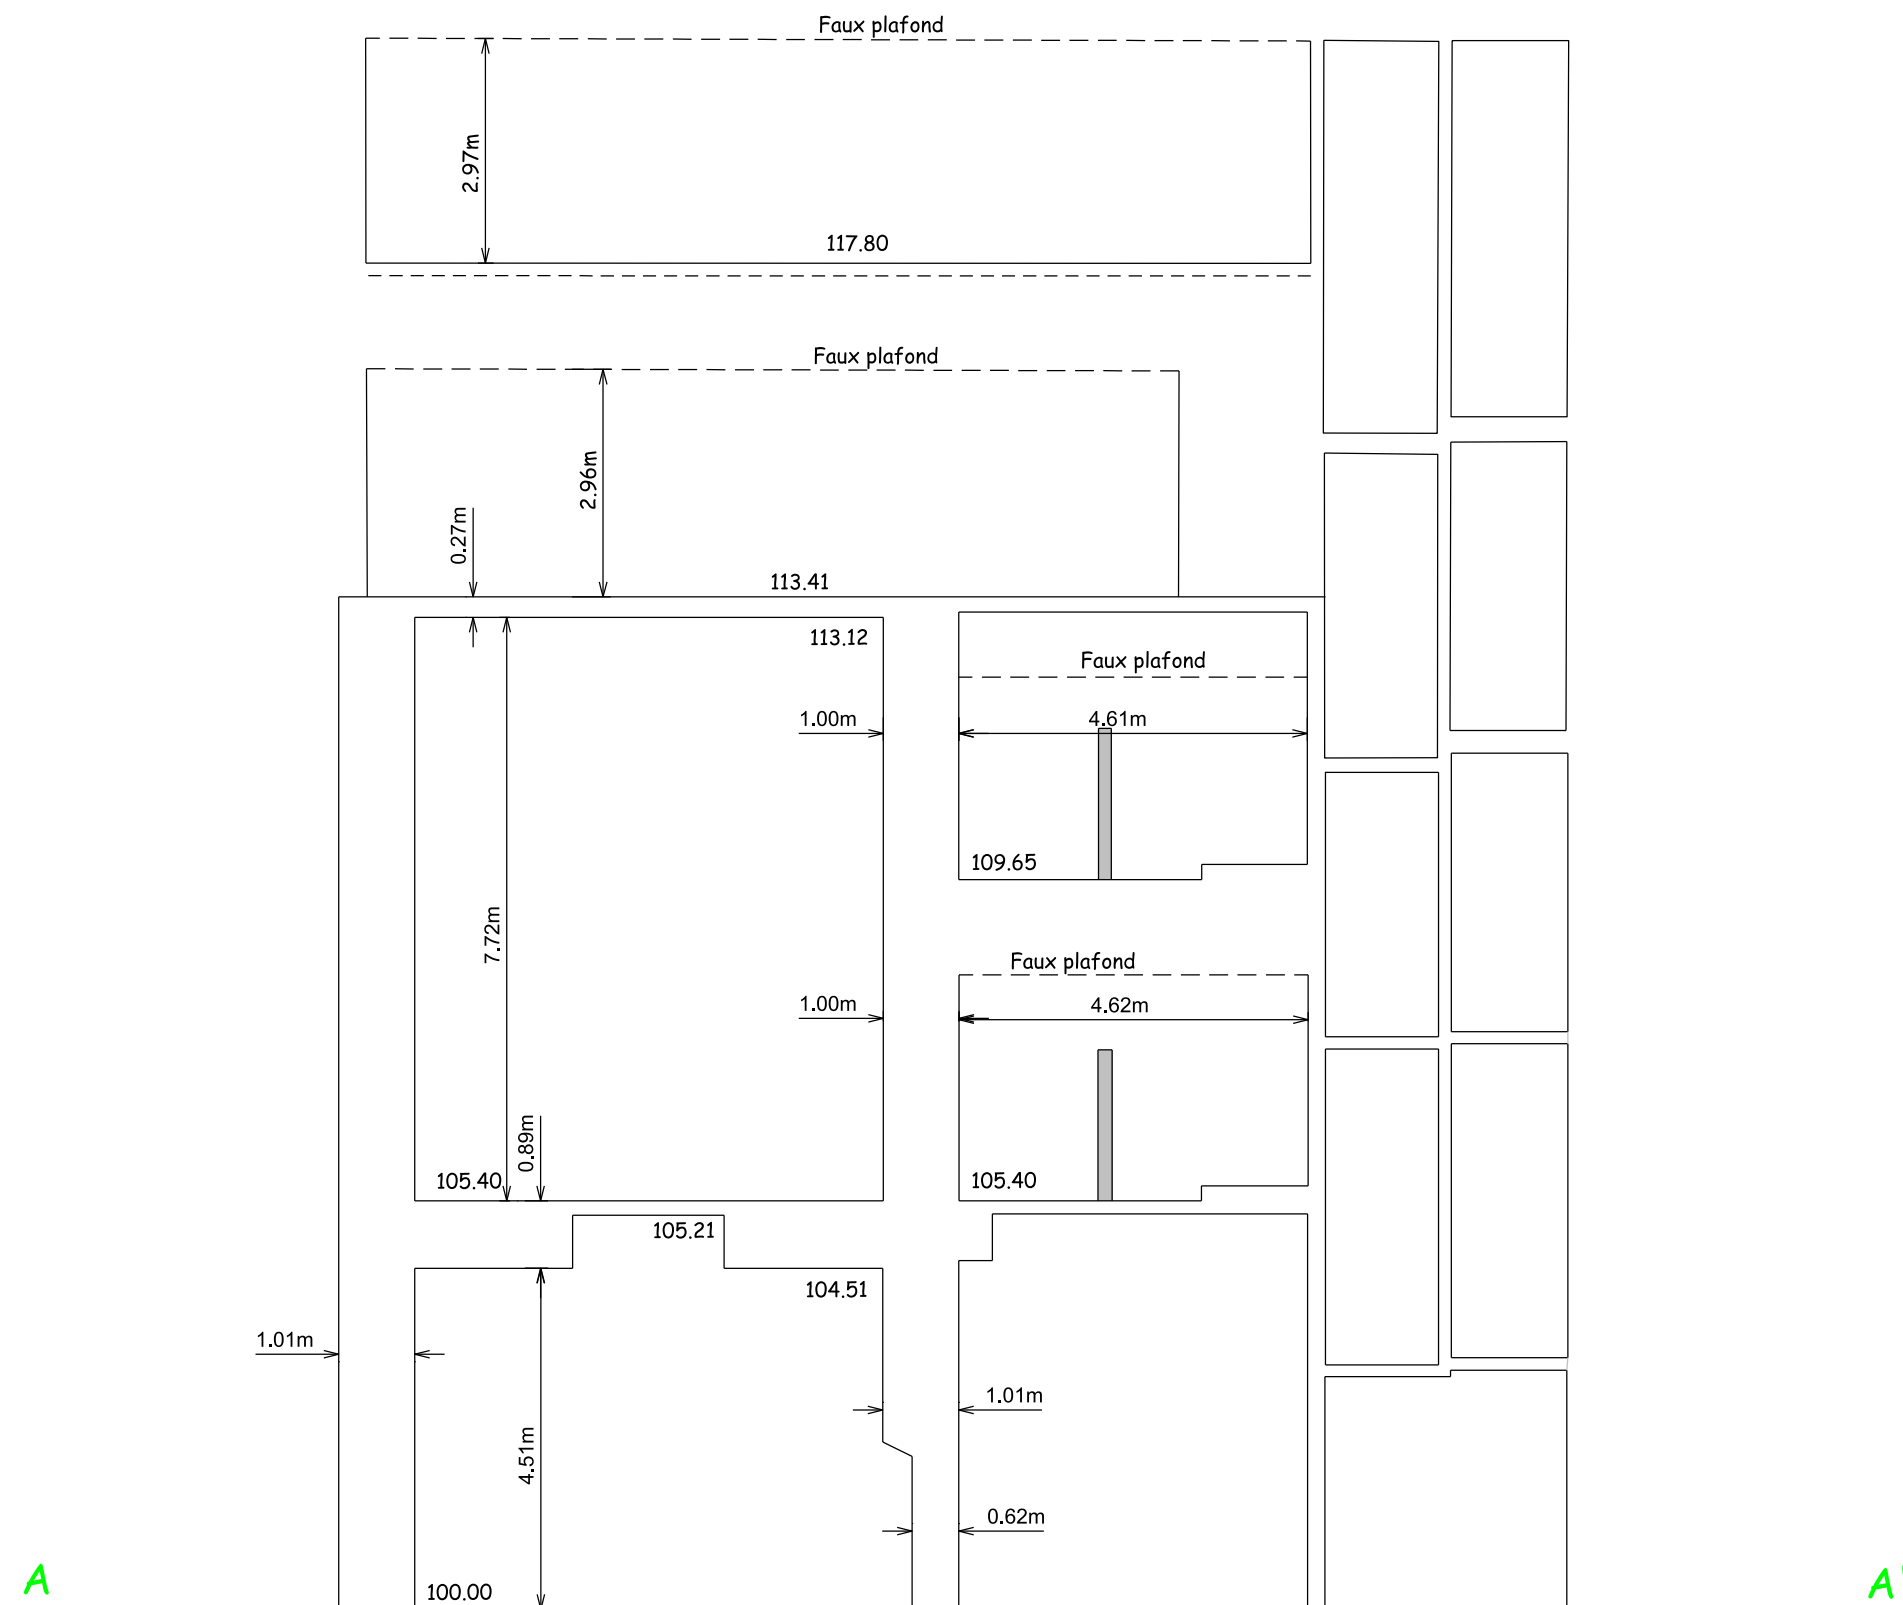 Faux plafond
2.97m
117.80
Faux plafond
2.96m
0.27m
113.41
113.12
Faux plafond
1.00m
4.61m
109.65
7.72m
Faux plafond
1.00m
4.62m
0.89m
105.40
105.40
105.21
104.51
1.01m
1.01m
4.51m
0.62m
100.00
A
A'